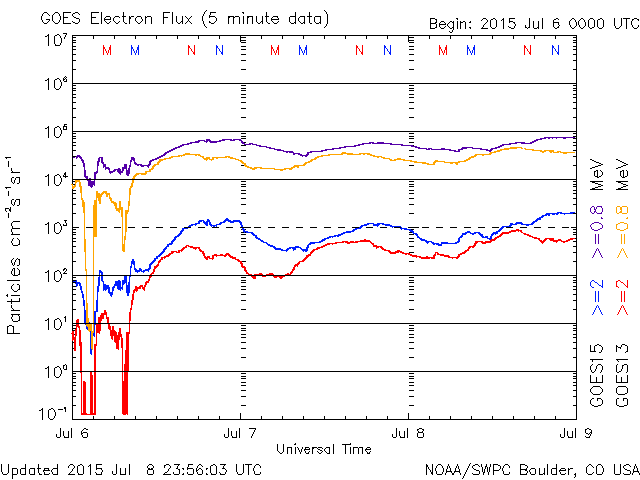 GOES Electron Flux (5 minute data)
Begin: 2015 Jul 6 0000 UTC
M M N N M M N N M M N N
10⁷
10⁶
10⁵
10⁴
10³
10²
10¹
10⁰
10⁻¹
Particles cm⁻²s⁻¹sr⁻¹
Jul 6 Jul 7 Jul 8 Jul 9
Universal Time
GOES15 >=2 >=0.8 MeV
GOES13 >=2 >=0.8 MeV
Updated 2015 Jul 8 23:56:03 UTC
NOAA/SWPC Boulder, CO USA